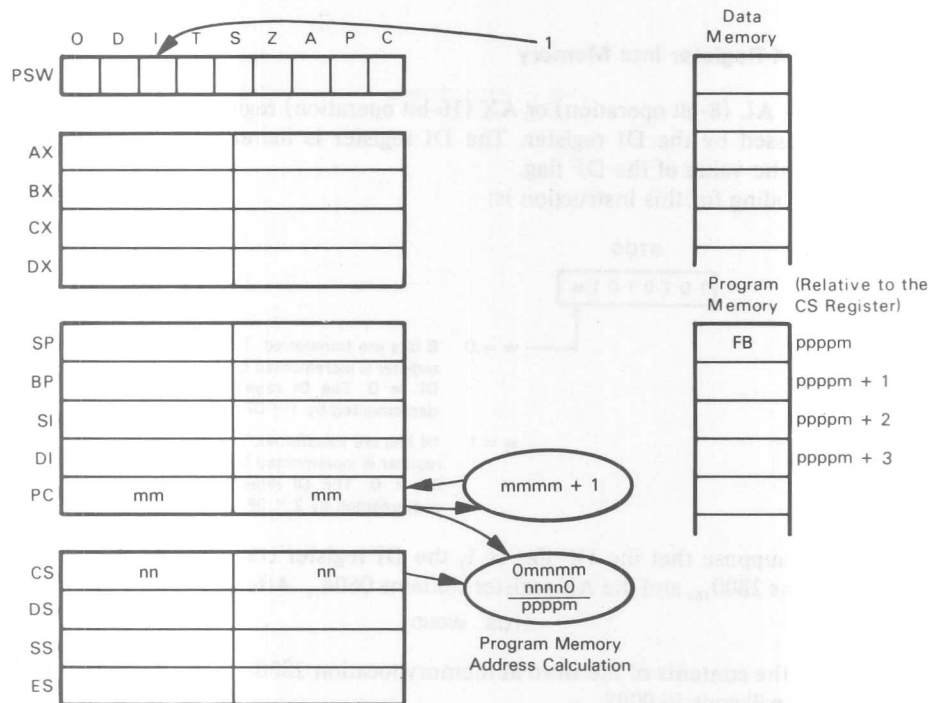 O D I T S Z A P C
1
PSW
AX
BX
CX
DX
SP
BP
SI
DI
PC mm mm
mmmm + 1
CS nn nn
DS
SS
ES
0mmmm
nnnn0
ppppm
Program Memory
Address Calculation
Data
Memory
Program
Memory
(Relative to the
CS Register)
FB ppppm
ppppm + 1
ppppm + 2
ppppm + 3